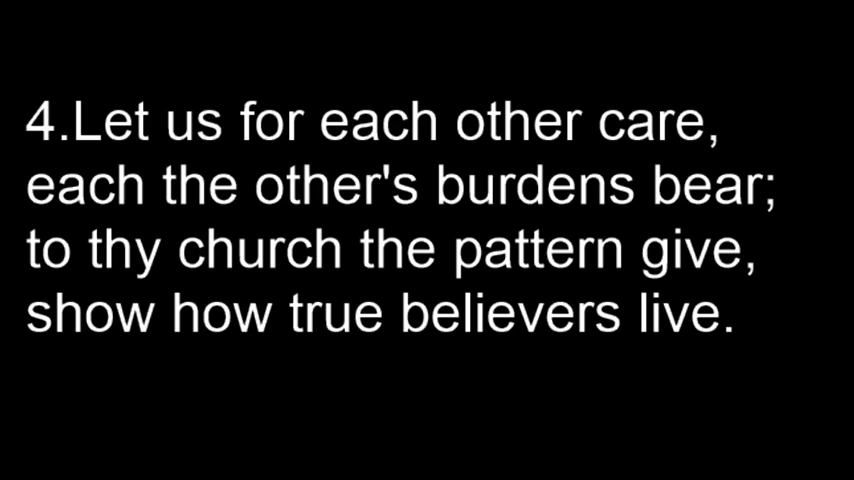 4.Let us for each other care,
each the other's burdens bear;
to thy church the pattern give,
show how true believers live.